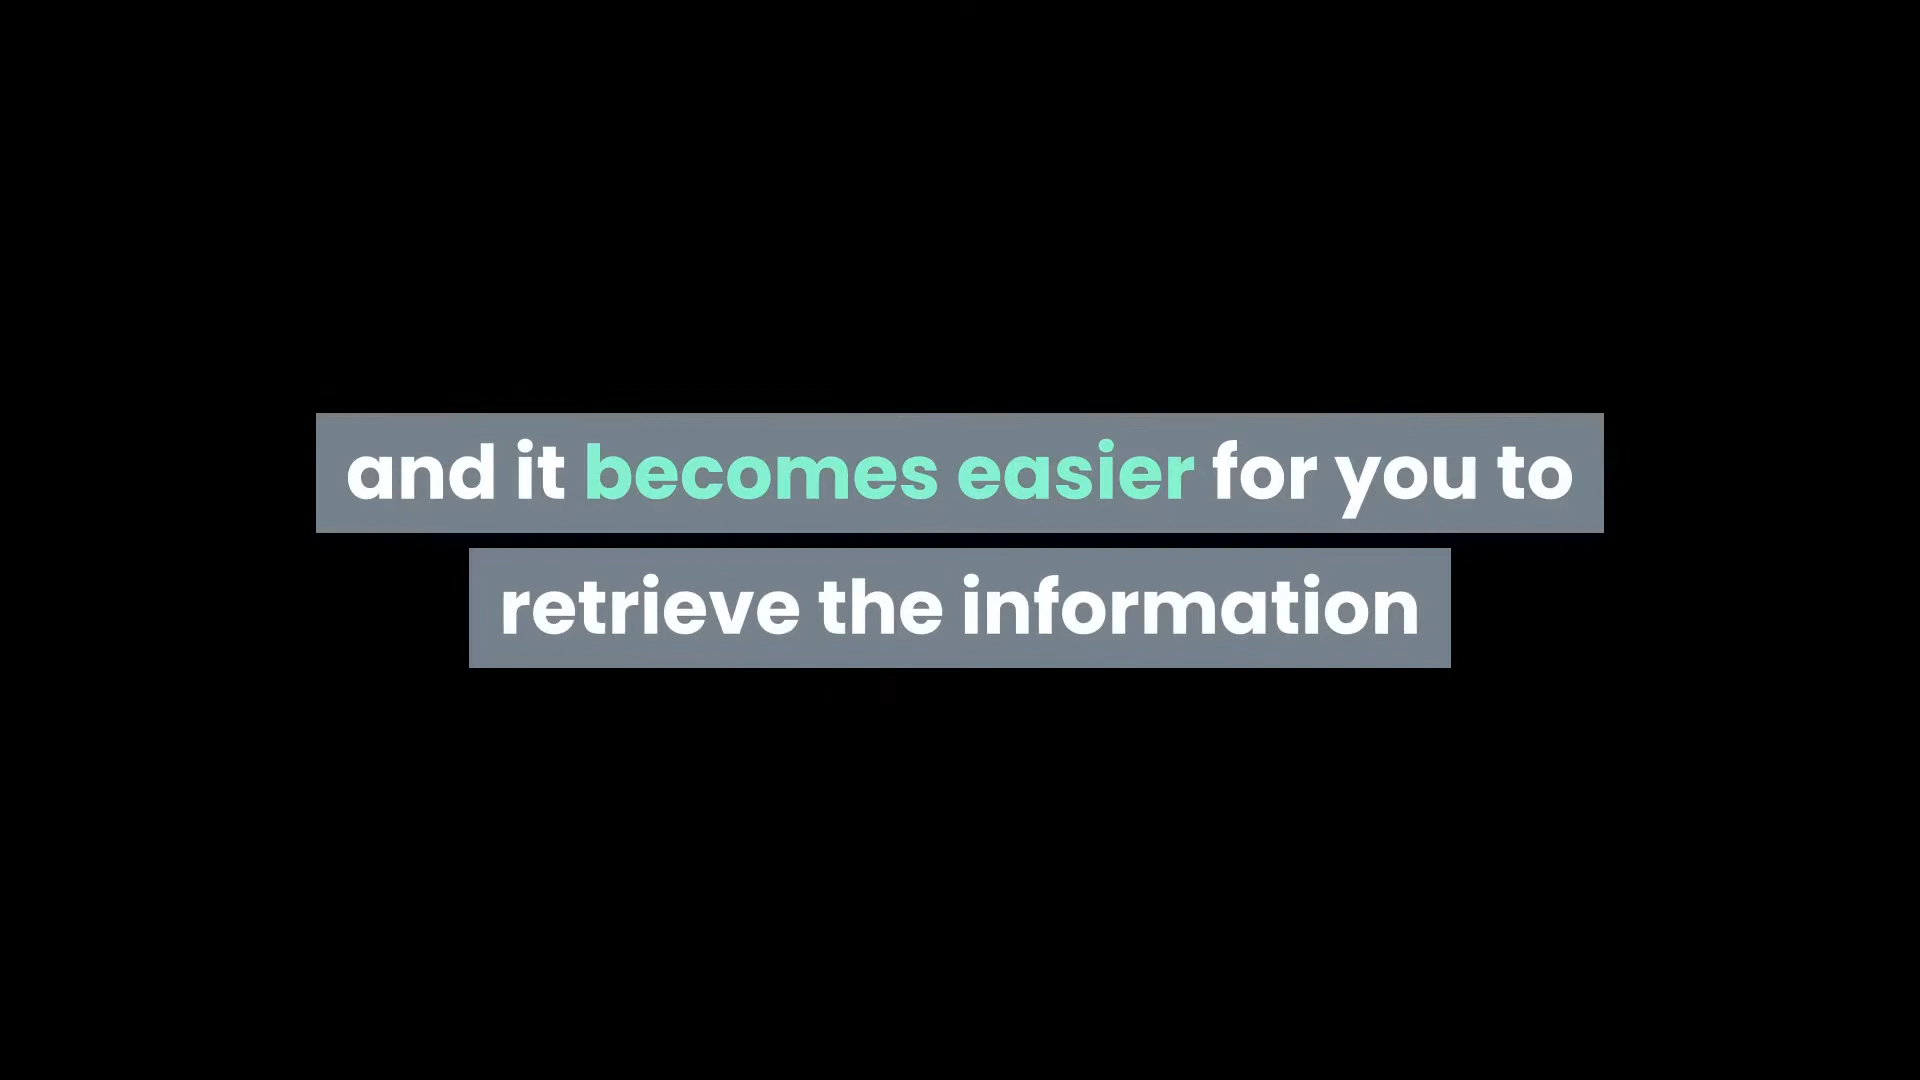 and it becomes easier for you to
retrieve the information